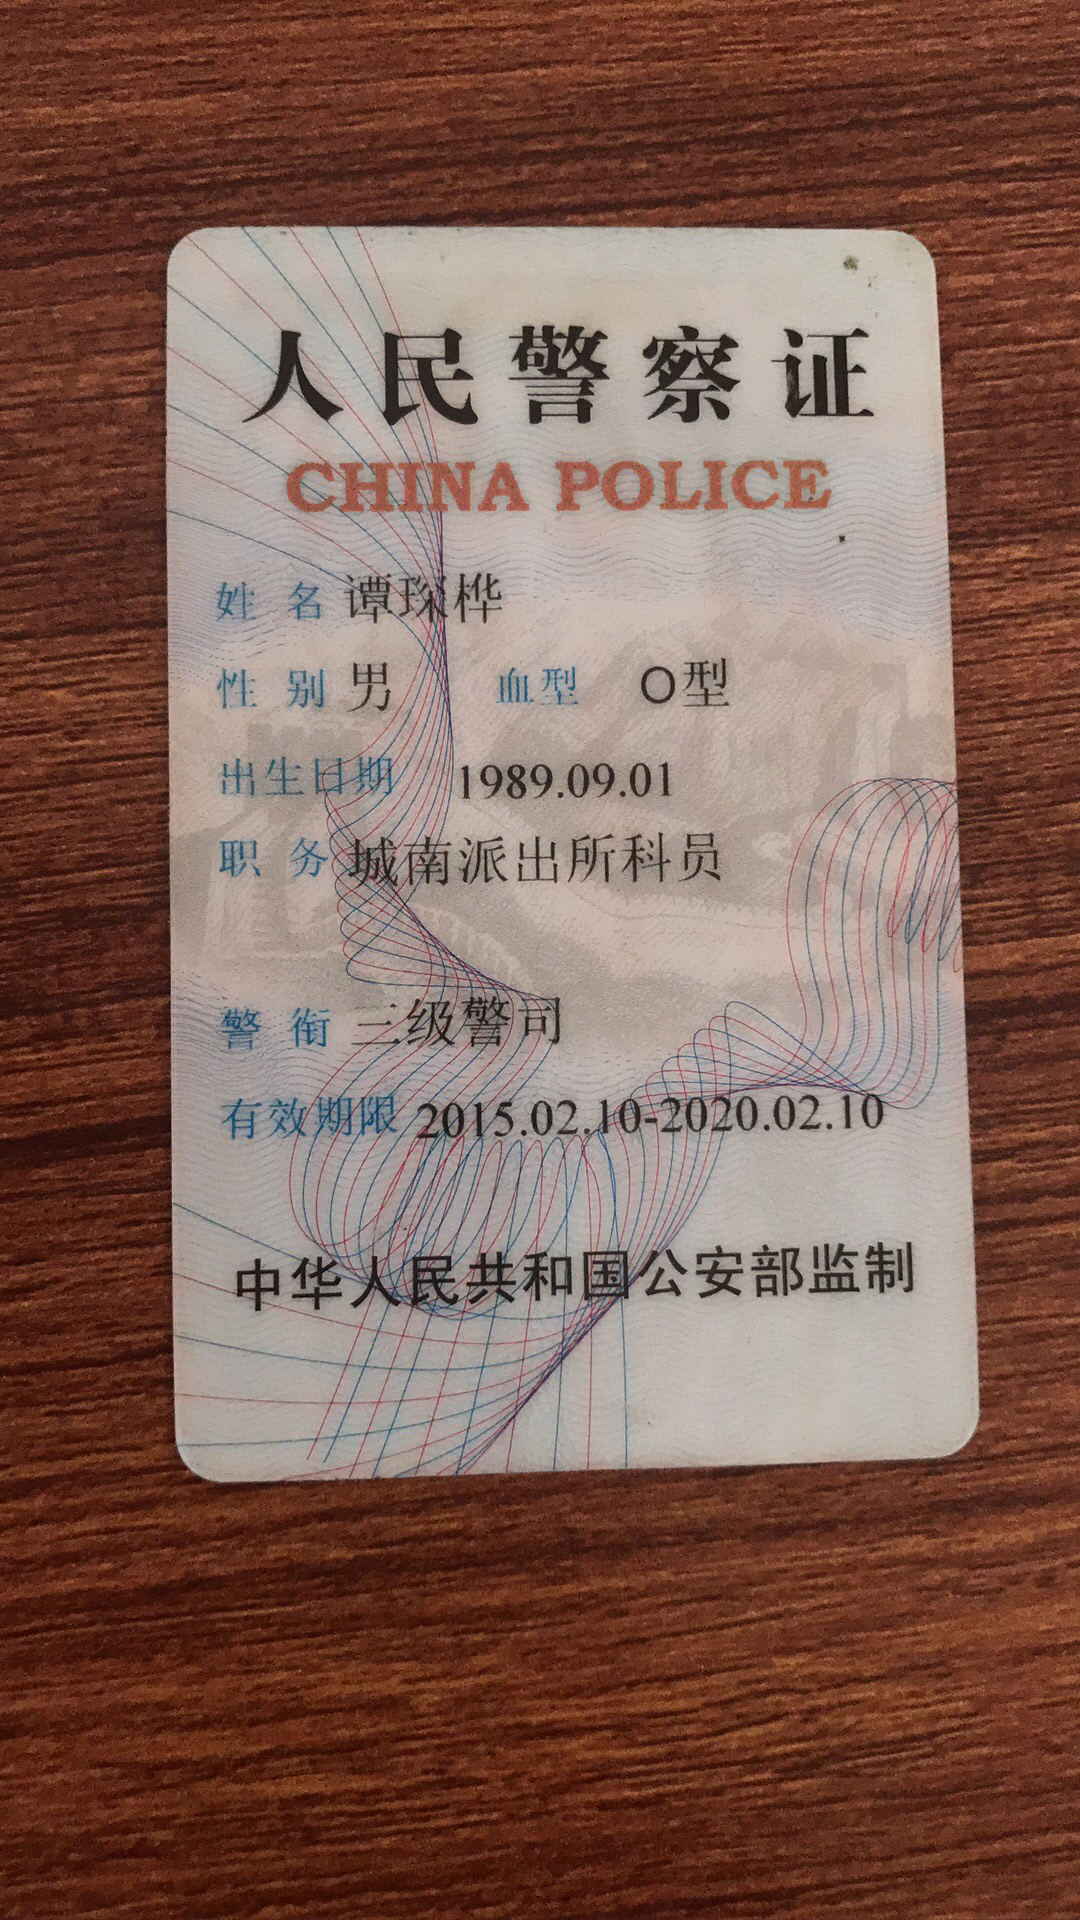 人民警察证
CHINA POLICE
姓 名 谭琛桦
性 别 男 血型 O型
出生日期 1989.09.01
职 务 城南派出所科员
警 衔 三级警司
有效期限 2015.02.10-2020.02.10
中华人民共和国公安部监制